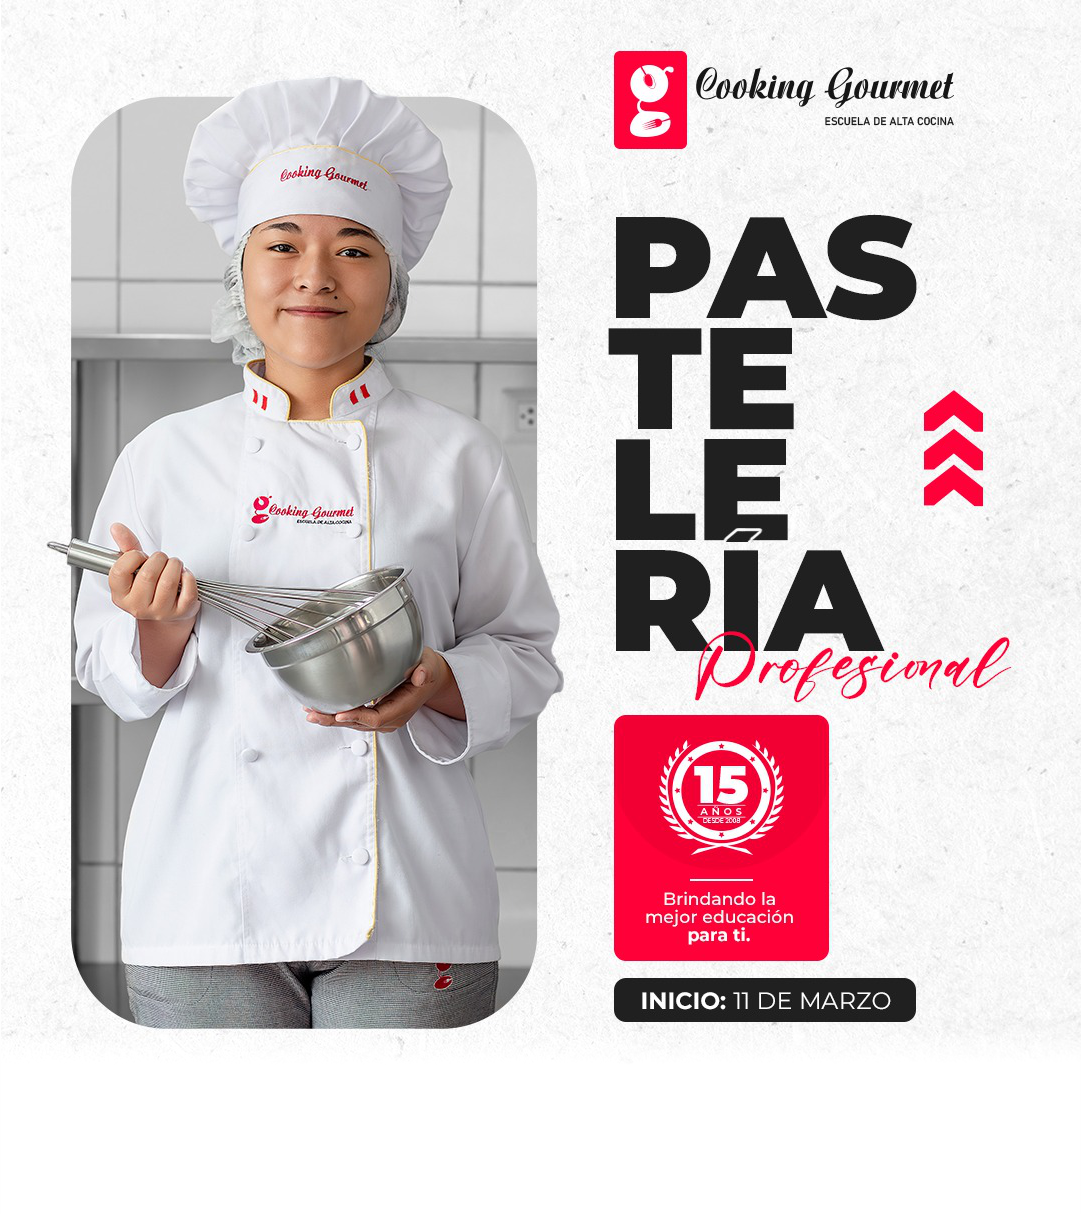 Cooking Gourmet
ESCUELA DE ALTA COCINA
Cooking Gourmet
PAS
TE
LE
RÍA
Profesional
Cooking Gourmet
ESCUELA DE ALTA COCINA
15
AÑOS
DESDE 2008
Brindando la
mejor educación
para ti.
INICIO: 11 DE MARZO